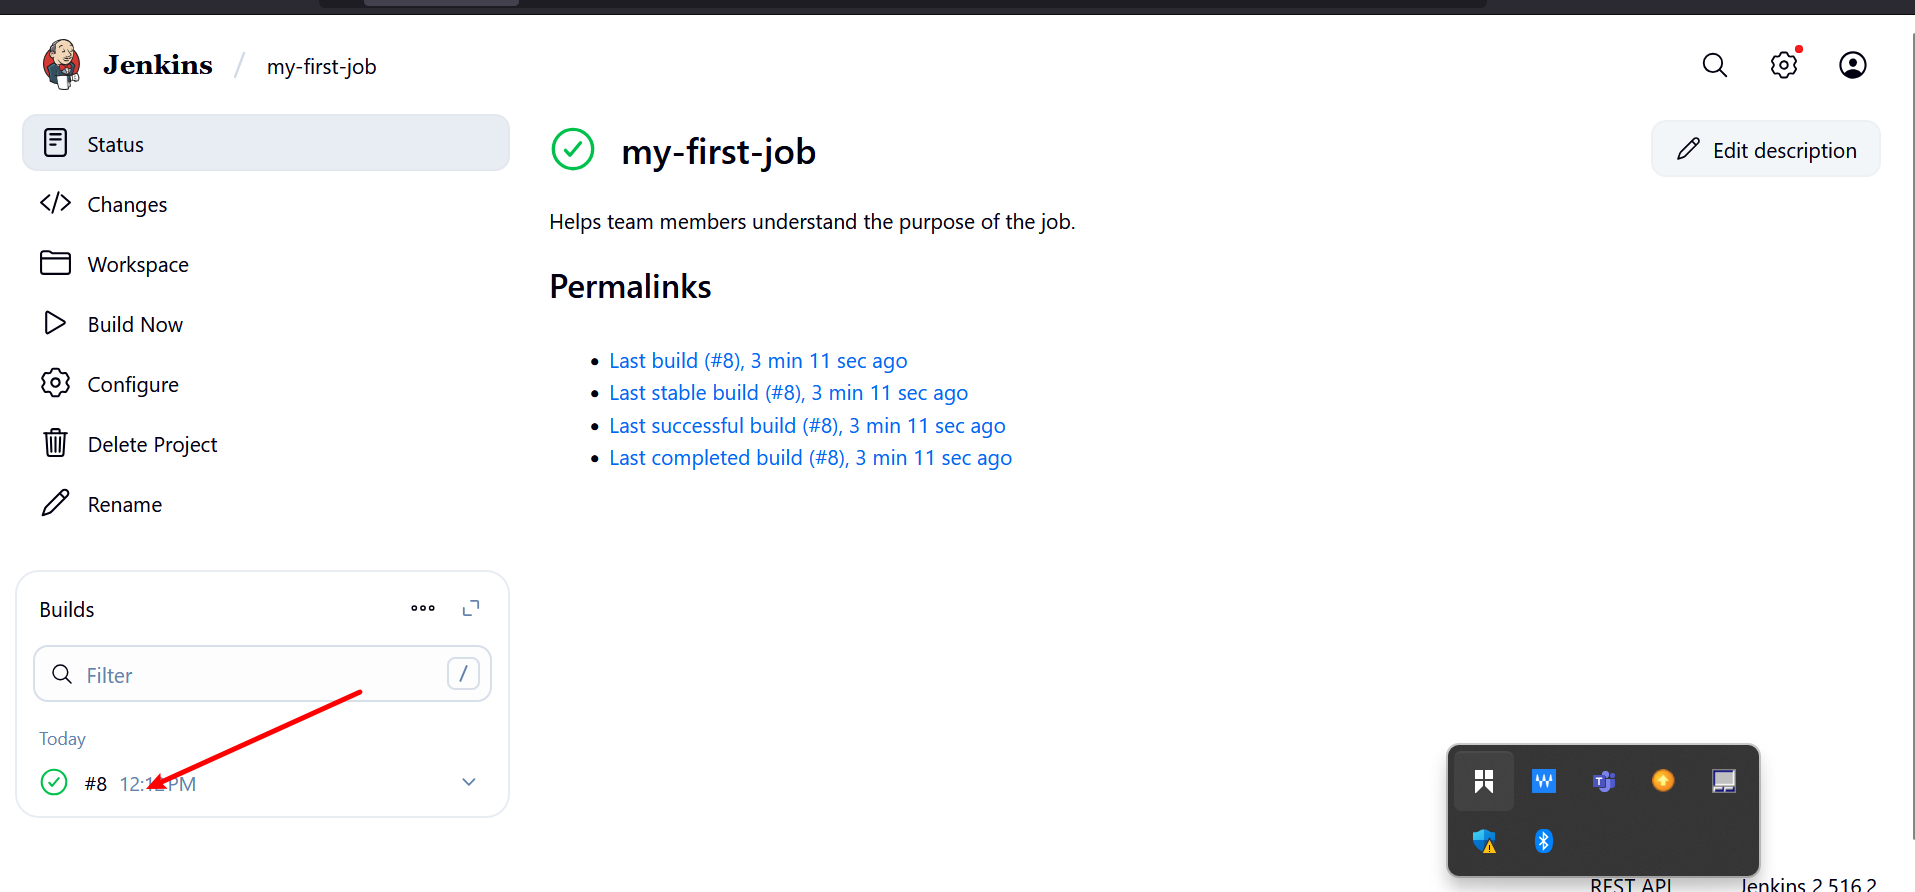 Jenkins / my-first-job
Status
Changes
Workspace
Build Now
Configure
Delete Project
Rename
my-first-job
Edit description
Helps team members understand the purpose of the job.
Permalinks
Last build (#8), 3 min 11 sec ago
Last stable build (#8), 3 min 11 sec ago
Last successful build (#8), 3 min 11 sec ago
Last completed build (#8), 3 min 11 sec ago
Builds
Filter /
Today
#8 PM
REST API Jenkins 2.516.2